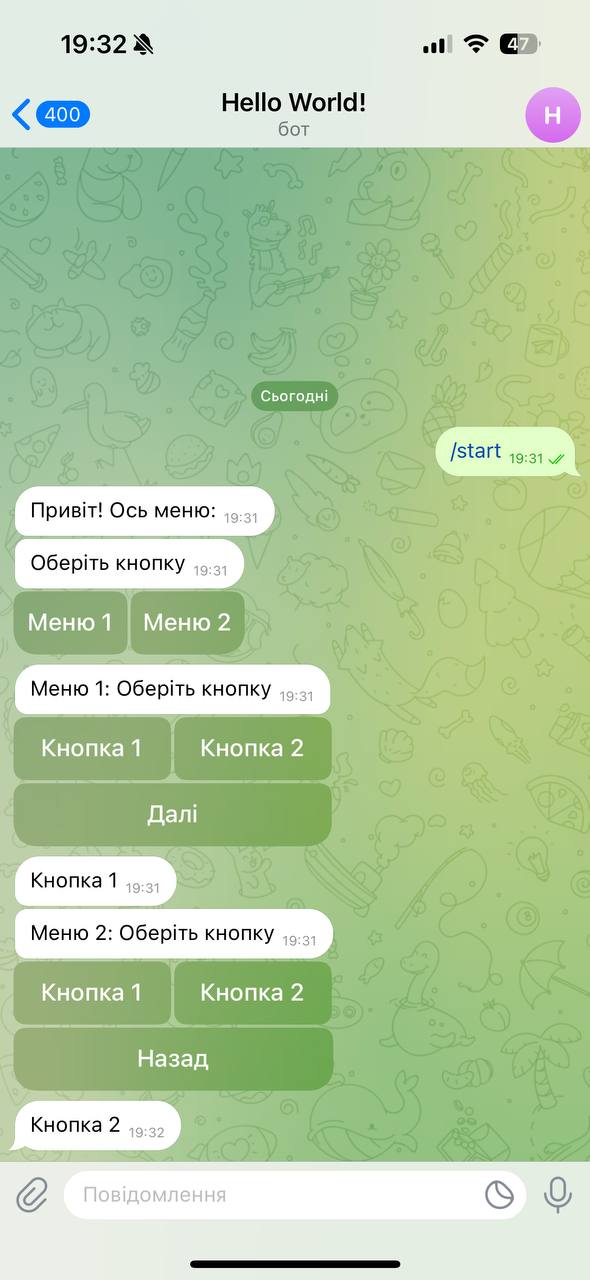 19:32
47
400
Hello World!
бот
H
Сьогодні
/start 19:31
Привіт! Ось меню: 19:31
Оберіть кнопку 19:31
Меню 1 Меню 2
Меню 1: Оберіть кнопку 19:31
Кнопка 1 Кнопка 2
Далі
Кнопка 1 19:31
Меню 2: Оберіть кнопку 19:31
Кнопка 1 Кнопка 2
Назад
Кнопка 2 19:32
Повідомлення